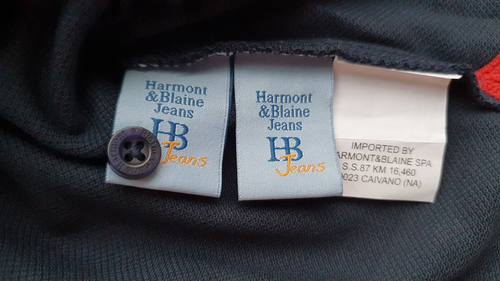 Harmont
&Blaine
Jeans
HB
Jeans
Harmont
&Blaine
Jeans
HB
Jeans
IMPORTED BY
ARMONT&BLAINE SPA
S.S.87 KM 16,460
0023 CAIVANO (NA)